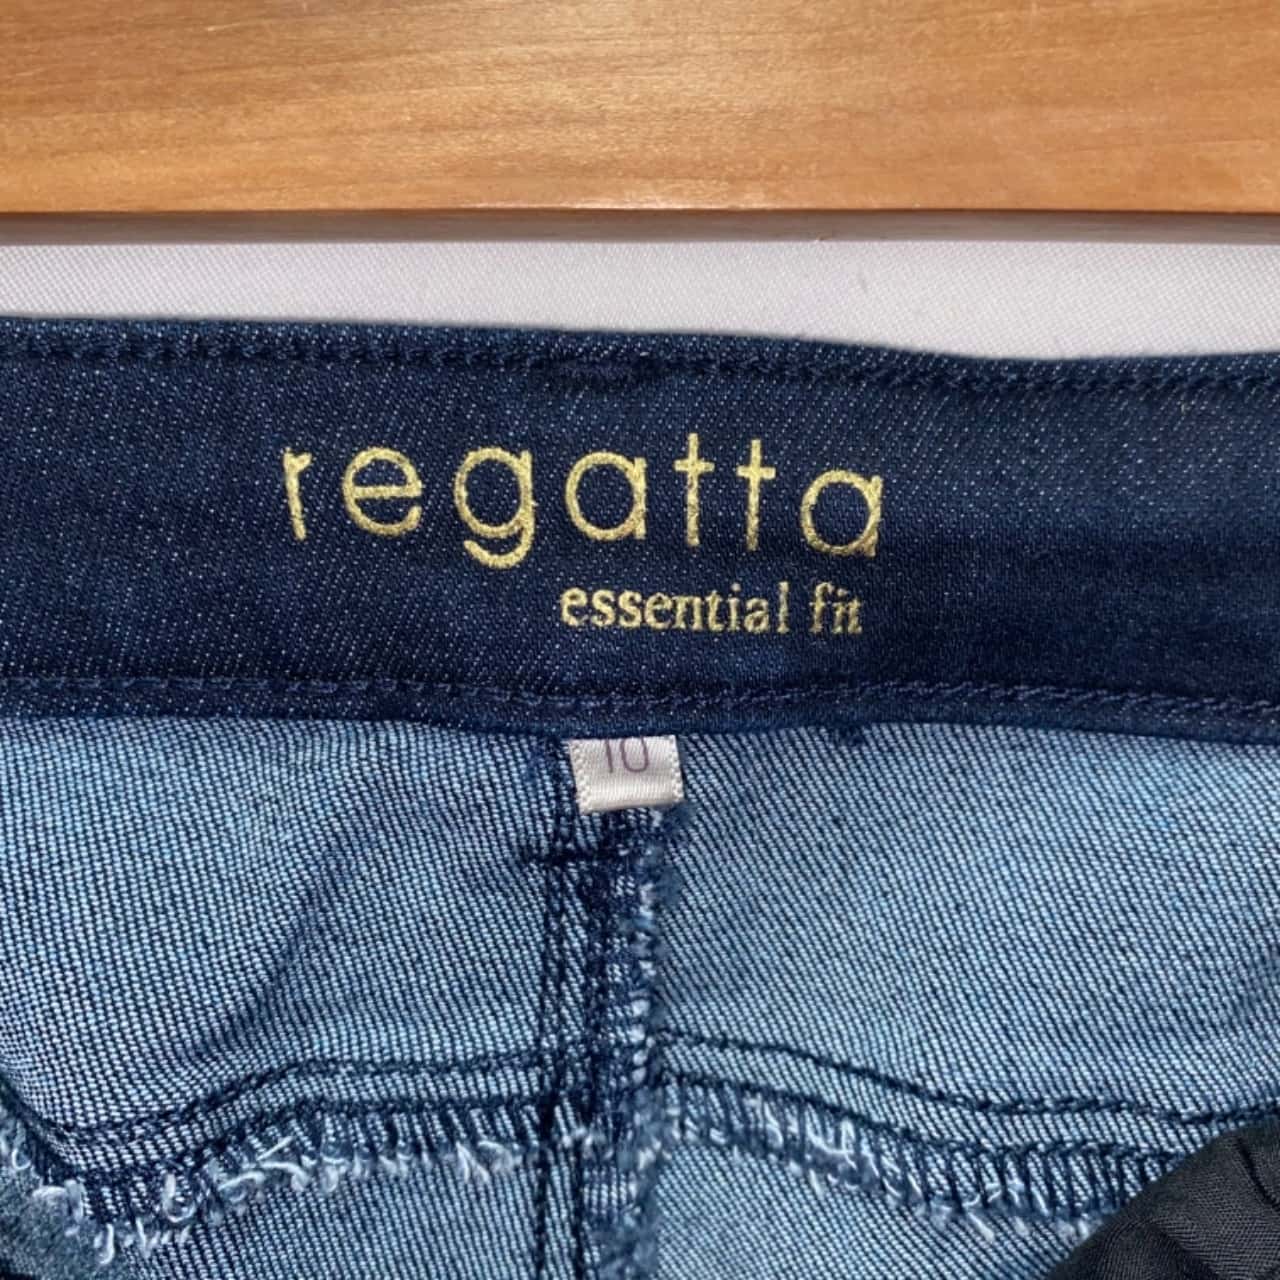 regatta
essential fit
10